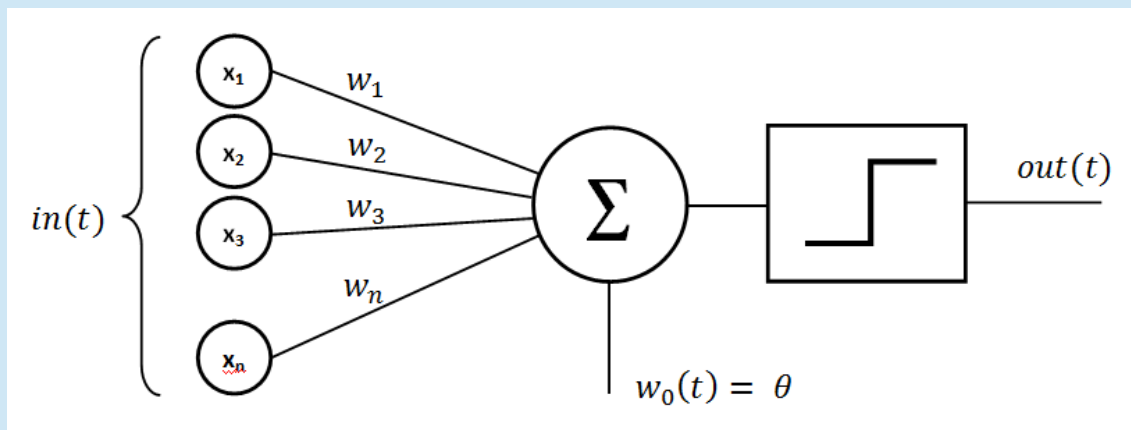 x₁
w₁
x₂
w₂
out(t)
in(t)
x₃
w₃
Σ
wₙ
xₙ
w₀(t) = θ